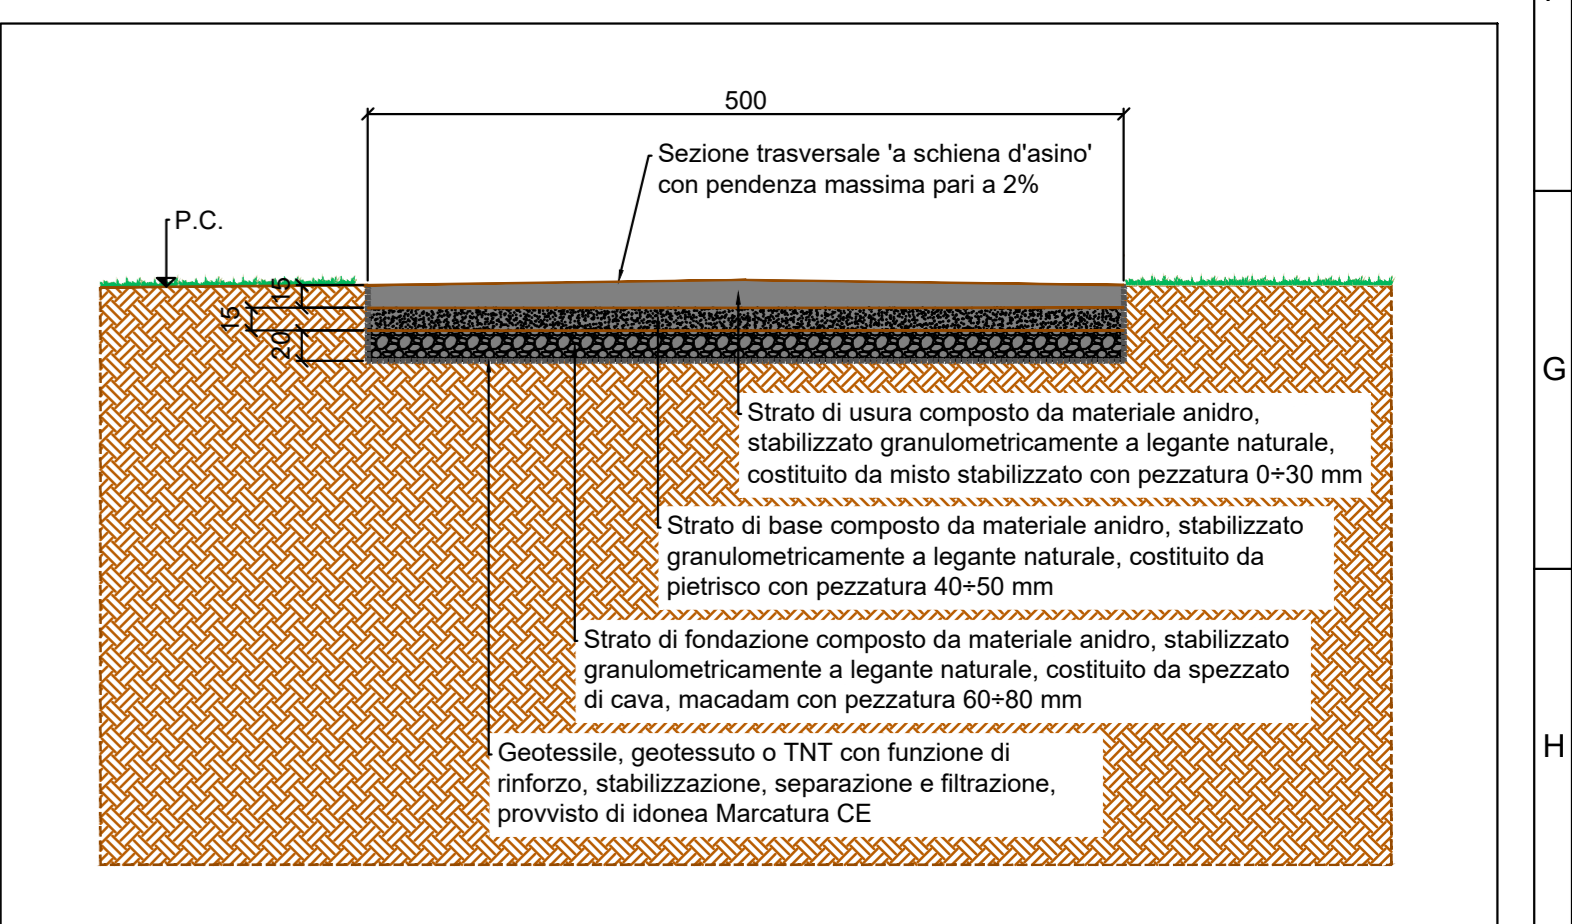 500
Sezione trasversale 'a schiena d'asino'
con pendenza massima pari a 2%
P.C.
15
15
20
G
Strato di usura composto da materiale anidro,
stabilizzato granulometricamente a legante naturale,
costituito da misto stabilizzato con pezzatura 0÷30 mm
Strato di base composto da materiale anidro, stabilizzato
granulometricamente a legante naturale, costituito da
pietrisco con pezzatura 40÷50 mm
Strato di fondazione composto da materiale anidro, stabilizzato
granulometricamente a legante naturale, costituito da spezzato
di cava, macadam con pezzatura 60÷80 mm
H
Geotessile, geotessuto o TNT con funzione di
rinforzo, stabilizzazione, separazione e filtrazione,
provvisto di idonea Marcatura CE